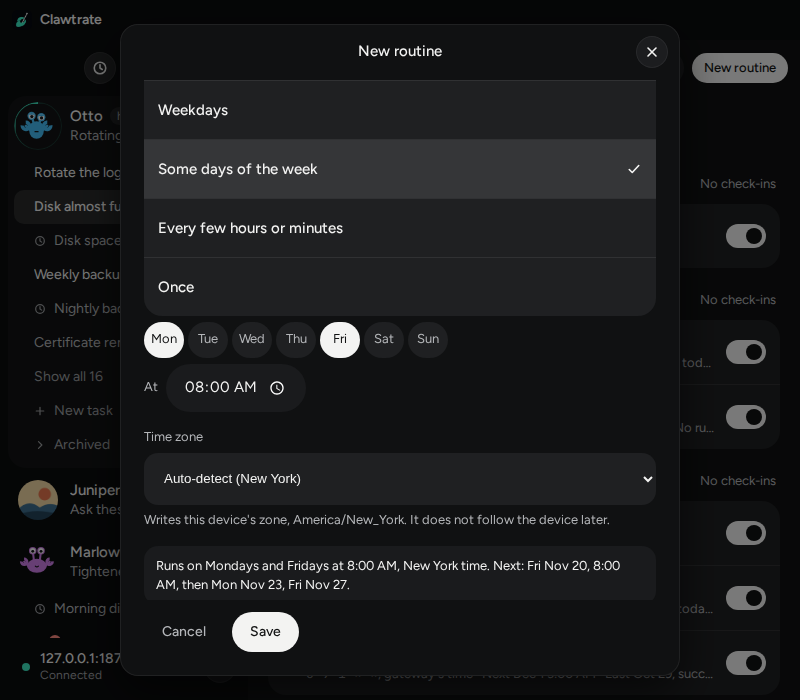 Clawtrate
New routine
New routine
Otto
Rotating
Rotate the log
Disk almost fu
Disk space
Weekly backu
Nightly bac
Certificate ren
Show all 16
New task
Archived
Juniper
Ask thes
Marlow
Tightene
Morning di
127.0.0.1:187
Connected
Weekdays
Some days of the week
Every few hours or minutes
Once
Mon
Tue
Wed
Thu
Fri
Sat
Sun
At
08:00 AM
Time zone
Auto-detect (New York)
Writes this device's zone, America/New_York. It does not follow the device later.
Runs on Mondays and Fridays at 8:00 AM, New York time. Next: Fri Nov 20, 8:00
AM, then Mon Nov 23, Fri Nov 27.
Cancel
Save
No check-ins
No check-ins
tod...
No ru...
No check-ins
toda...
succ...